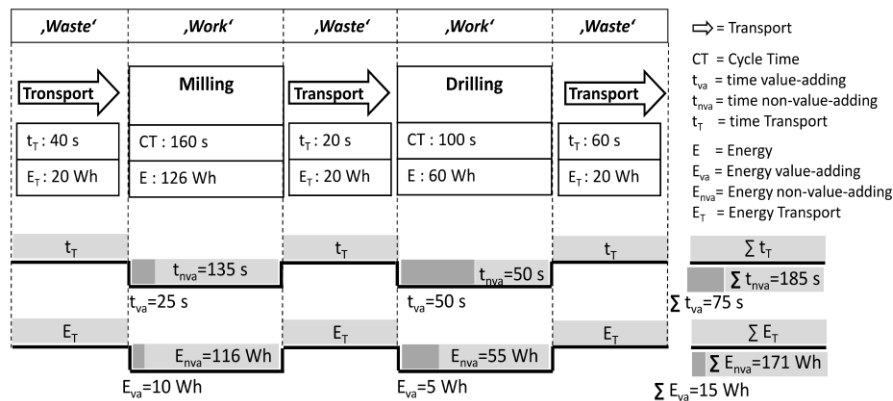 ‚Waste‘ ‚Work‘ ‚Waste‘ ‚Work‘ ‚Waste‘
Tronsport Milling Transport Drilling Transport
t_T : 40 s CT : 160 s t_T : 20 s CT : 100 s t_T : 60 s
E_T : 20 Wh E : 126 Wh E_T : 20 Wh E : 60 Wh E_T : 20 Wh
= Transport
CT = Cycle Time
t_va = time value-adding
t_nva = time non-value-adding
t_T = time Transport
E = Energy
E_va = Energy value-adding
E_nva = Energy non-value-adding
E_T = Energy Transport
t_T t_T t_T ∑ t_T
t_nva=135 s t_nva=50 s ∑ t_nva=185 s
t_va=25 s t_va=50 s ∑ t_va=75 s
E_T E_T E_T ∑ E_T
E_nva=116 Wh E_nva=55 Wh ∑ E_nva=171 Wh
E_va=10 Wh E_va=5 Wh ∑ E_va=15 Wh